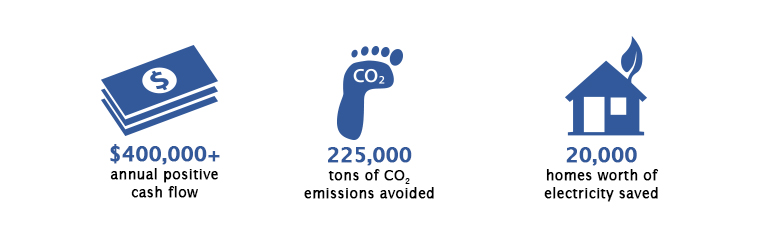 $
CO₂
$400,000+
annual positive
cash flow
225,000
tons of CO₂
emissions avoided
20,000
homes worth of
electricity saved